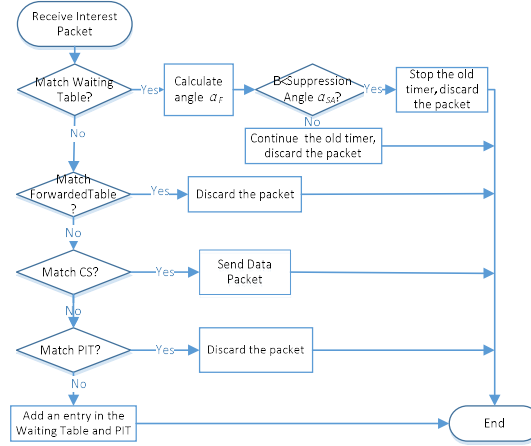 Receive Interest
Packet
Match Waiting
Table?
Yes
Calculate
angle αF
B<Suppression
Angle αSA?
Yes
Stop the old
timer, discard
the packet
No
No
Continue the old timer,
discard the packet
Match
ForwardedTable
?
Yes
Discard the packet
No
Match CS?
Yes
Send Data
Packet
No
Match PIT?
Yes
Discard the packet
No
Add an entry in the
Waiting Table and PIT
End